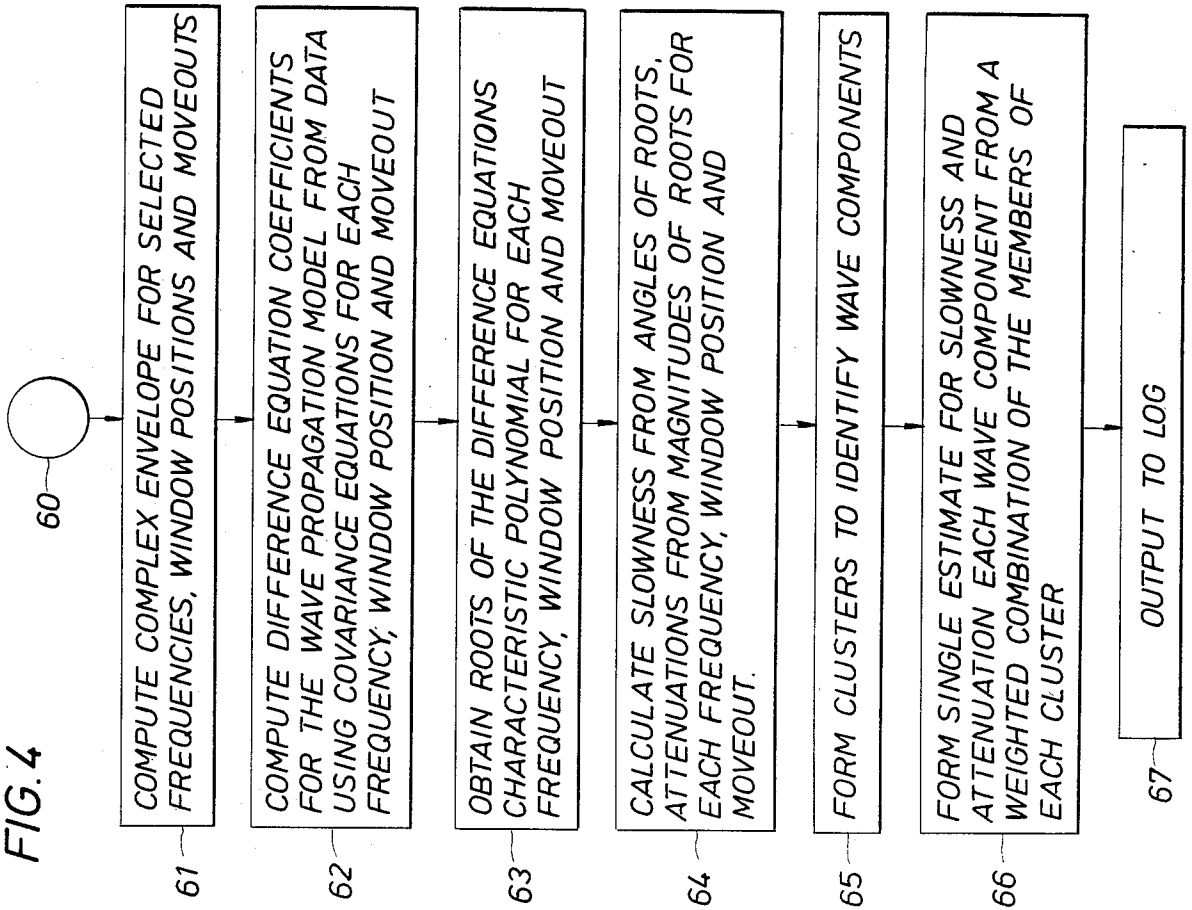 FIG. 4
60
61
COMPUTE COMPLEX ENVELOPE FOR SELECTED
FREQUENCIES, WINDOW POSITIONS AND MOVEOUTS
62
COMPUTE DIFFERENCE EQUATION COEFFICIENTS
FOR THE WAVE PROPAGATION MODEL FROM DATA
USING COVARIANCE EQUATIONS FOR EACH
FREQUENCY, WINDOW POSITION AND MOVEOUT
63
OBTAIN ROOTS OF THE DIFFERENCE EQUATIONS
CHARACTERISTIC POLYNOMIAL FOR EACH
FREQUENCY, WINDOW POSITION AND MOVEOUT
64
CALCULATE SLOWNESS FROM ANGLES OF ROOTS,
ATTENUATIONS FROM MAGNITUDES OF ROOTS FOR
EACH FREQUENCY, WINDOW POSITION AND
MOVEOUT.
65
FORM CLUSTERS TO IDENTIFY WAVE COMPONENTS
66
FORM SINGLE ESTIMATE FOR SLOWNESS AND
ATTENUATION EACH WAVE COMPONENT FROM A
WEIGHTED COMBINATION OF THE MEMBERS OF
EACH CLUSTER
67
OUTPUT TO LOG